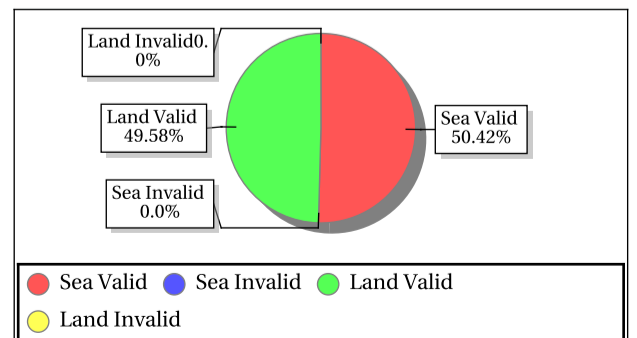 Land Invalid0.
0%
Land Valid
49.58%
Sea Valid
50.42%
Sea Invalid
0.0%
Sea Valid Sea Invalid Land Valid
Land Invalid